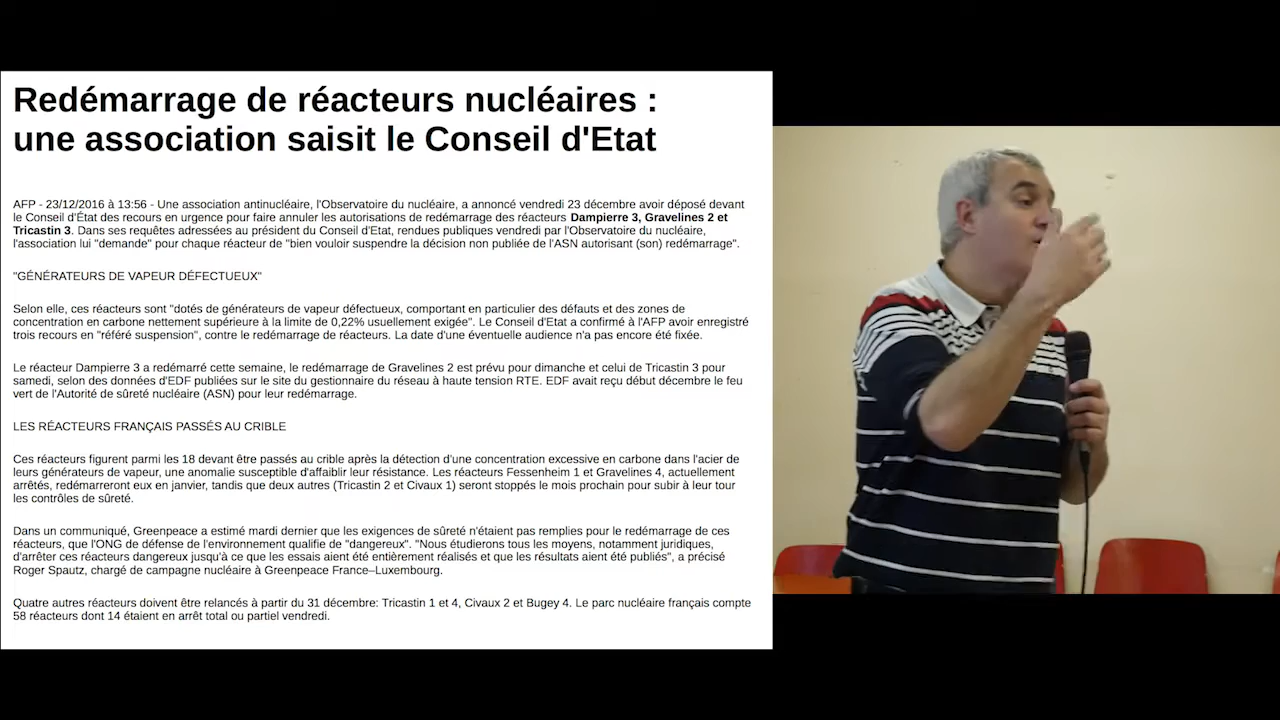 Redémarrage de réacteurs nucléaires :
une association saisit le Conseil d'Etat
AFP - 23/12/2016 à 13:56 - Une association antinucléaire, l'Observatoire du nucléaire, a annoncé vendredi 23 décembre avoir déposé devant
le Conseil d'État des recours en urgence pour faire annuler les autorisations de redémarrage des réacteurs Dampierre 3, Gravelines 2 et
Tricastin 3. Dans ses requêtes adressées au président du Conseil d'Etat, rendues publiques vendredi par l'Observatoire du nucléaire,
l'association lui "demande" pour chaque réacteur de "bien vouloir suspendre la décision non publiée de l'ASN autorisant (son) redémarrage".
"GÉNÉRATEURS DE VAPEUR DÉFECTUEUX"
Selon elle, ces réacteurs sont "dotés de générateurs de vapeur défectueux, comportant en particulier des défauts et des zones de
concentration en carbone nettement supérieure à la limite de 0,22% usuellement exigée". Le Conseil d'Etat a confirmé à l'AFP avoir enregistré
trois recours en "référé suspension", contre le redémarrage de réacteurs. La date d'une éventuelle audience n'a pas encore été fixée.
Le réacteur Dampierre 3 a redémarré cette semaine, le redémarrage de Gravelines 2 est prévu pour dimanche et celui de Tricastin 3 pour
samedi, selon des données d'EDF publiées sur le site du gestionnaire du réseau à haute tension RTE. EDF avait reçu début décembre le feu
vert de l'Autorité de sûreté nucléaire (ASN) pour leur redémarrage.
LES RÉACTEURS FRANÇAIS PASSÉS AU CRIBLE
Ces réacteurs figurent parmi les 18 devant être passés au crible après la détection d'une concentration excessive en carbone dans l'acier de
leurs générateurs de vapeur, une anomalie susceptible d'affaiblir leur résistance. Les réacteurs Fessenheim 1 et Gravelines 4, actuellement
arrêtés, redémarreront eux en janvier, tandis que deux autres (Tricastin 2 et Civaux 1) seront stoppés le mois prochain pour subir à leur tour
les contrôles de sûreté.
Dans un communiqué, Greenpeace a estimé mardi dernier que les exigences de sûreté n'étaient pas remplies pour le redémarrage de ces
réacteurs, que l'ONG de défense de l'environnement qualifie de "dangereux". "Nous étudierons tous les moyens, notamment juridiques,
d'arrêter ces réacteurs dangereux jusqu'à ce que les essais aient été entièrement réalisés et que les résultats aient été publiés", a précisé
Roger Spautz, chargé de campagne nucléaire à Greenpeace France–Luxembourg.
Quatre autres réacteurs doivent être relancés à partir du 31 décembre: Tricastin 1 et 4, Civaux 2 et Bugey 4. Le parc nucléaire français compte
58 réacteurs dont 14 étaient en arrêt total ou partiel vendredi.